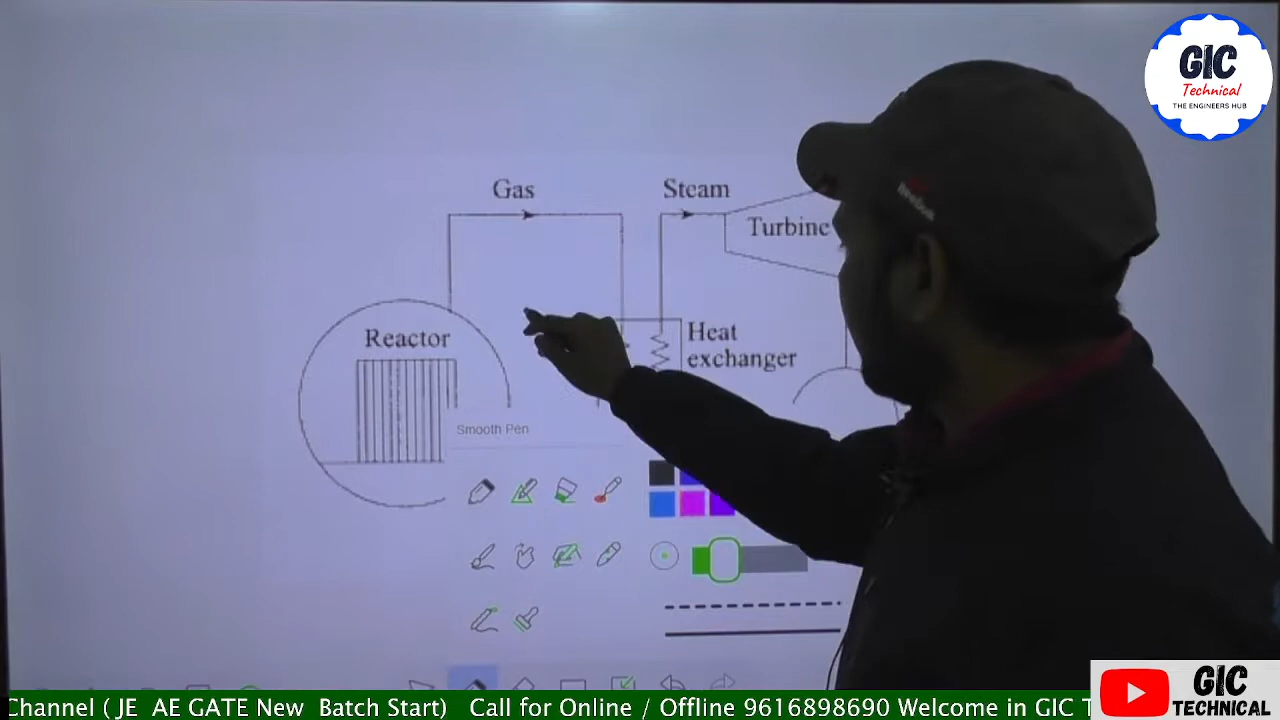 GIC
Technical
THE ENGINEERS HUB
Gas
Steam
Turbine
Reactor
Heat
exchanger
Smooth Pen
Channel ( JE AE GATE New Batch Start) Call for Online / Offline 9616898690 Welcome in GIC T
GIC
TECHNICAL